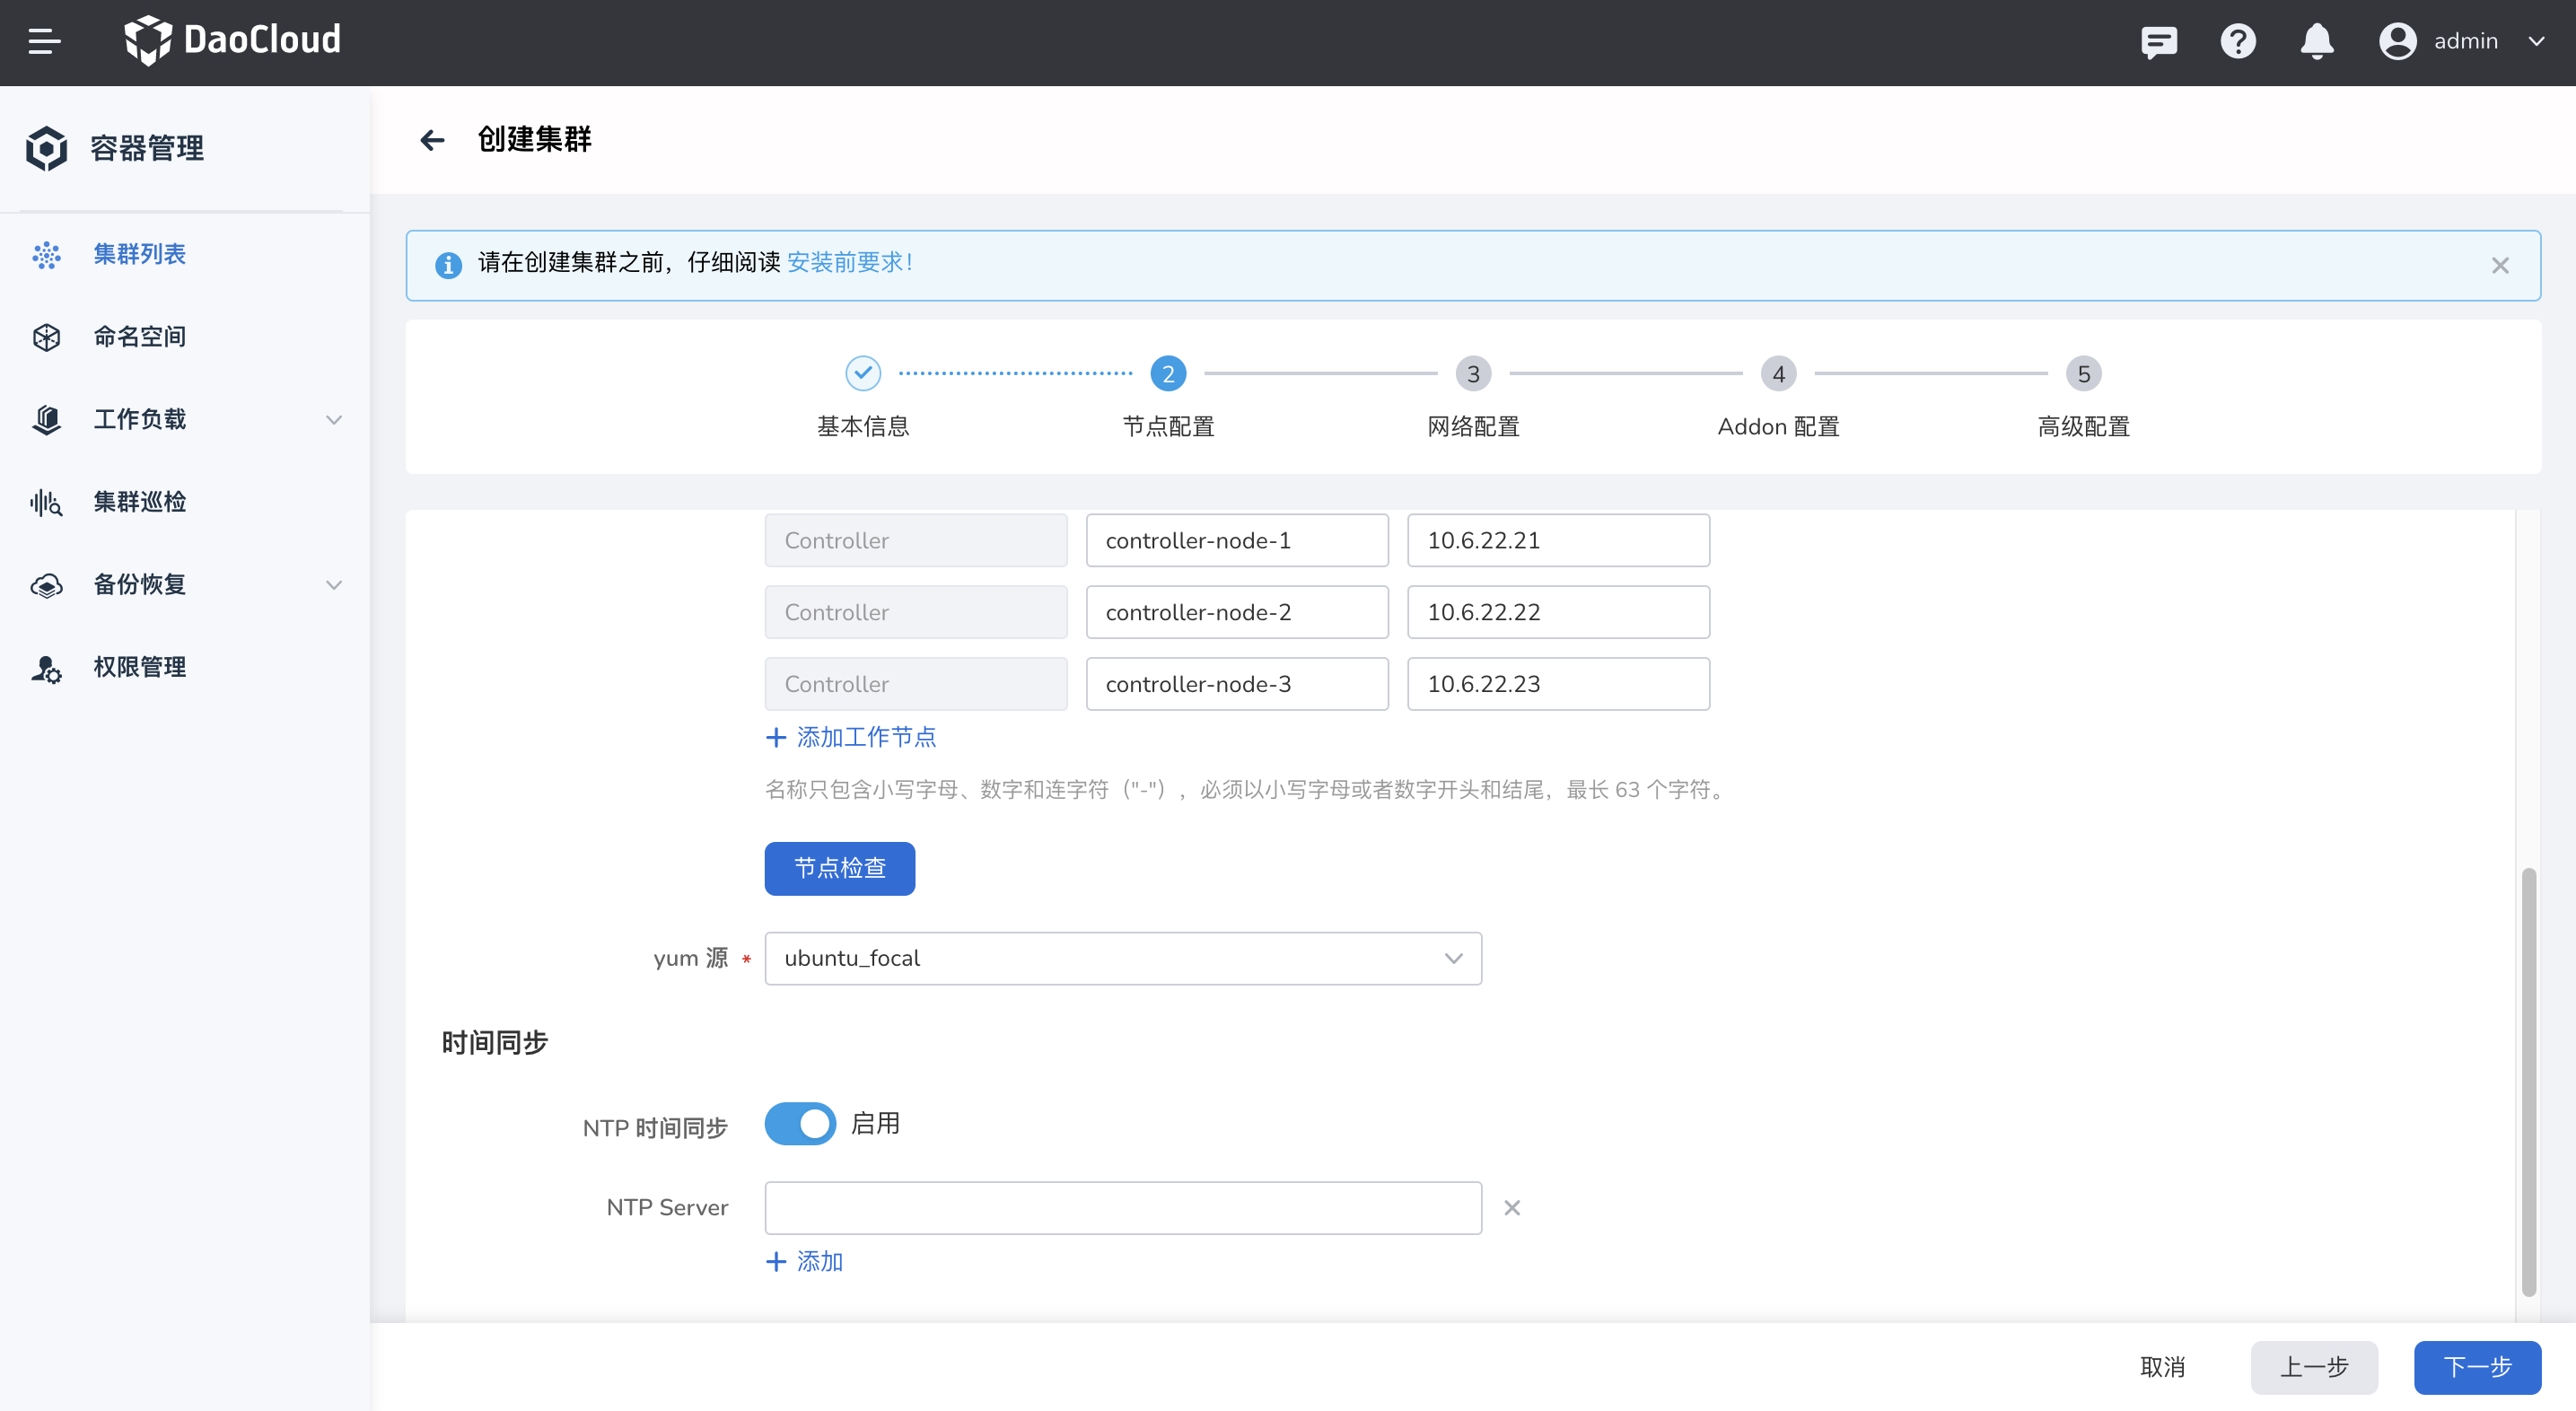 DaoCloud
admin
容器管理
集群列表
命名空间
工作负载
集群巡检
备份恢复
权限管理
创建集群
请在创建集群之前，仔细阅读 安装前要求！
2
3
4
5
基本信息
节点配置
网络配置
Addon 配置
高级配置
Controller controller-node-1 10.6.22.21
Controller controller-node-2 10.6.22.22
Controller controller-node-3 10.6.22.23
添加工作节点
名称只包含小写字母、数字和连字符（"-"），必须以小写字母或者数字开头和结尾，最长 63 个字符。
节点检查
yum 源 * ubuntu_focal
时间同步
NTP 时间同步 启用
NTP Server
添加
取消
上一步
下一步